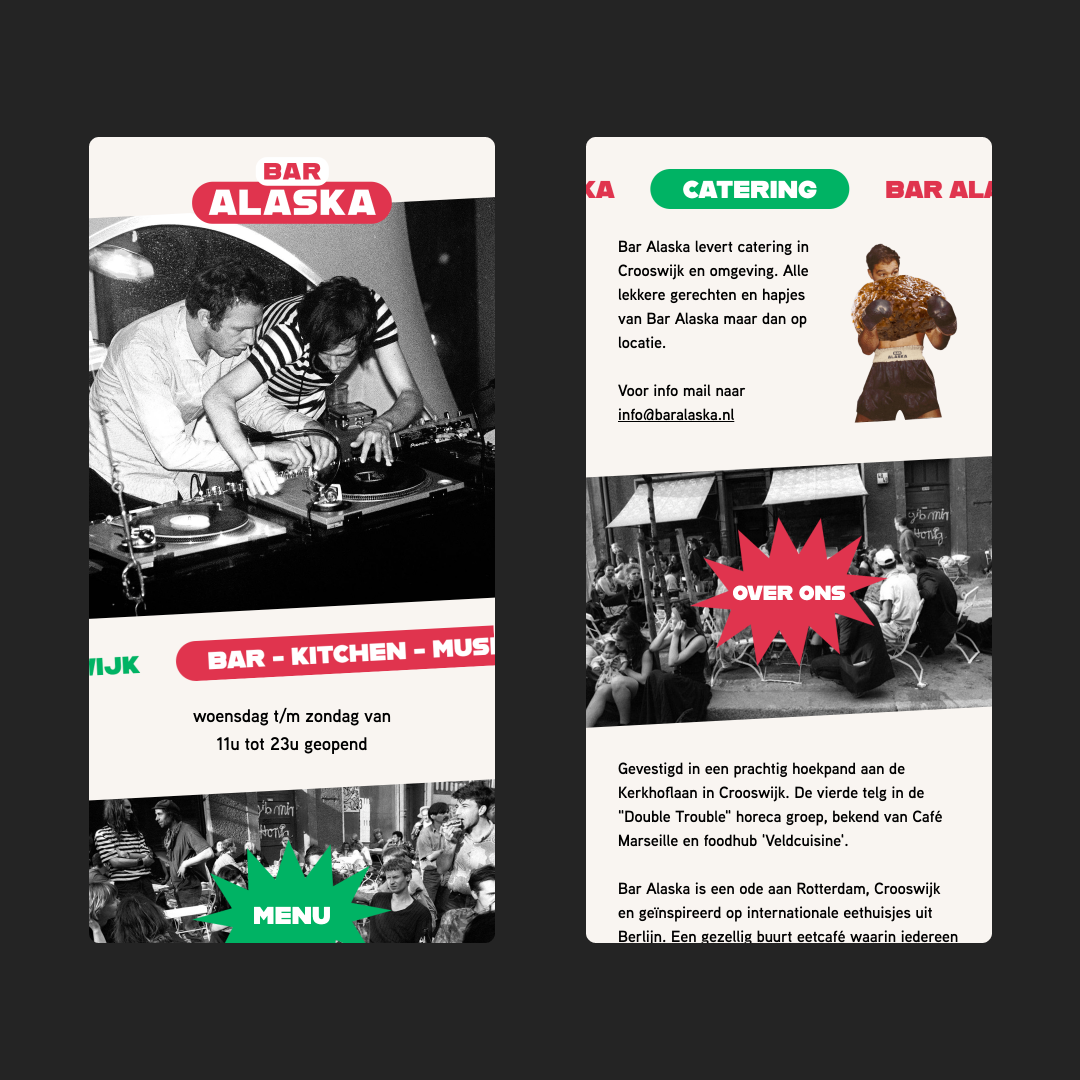 BAR
ALASKA
WIJK
BAR - KITCHEN - MUSI
woensdag t/m zondag van
11u tot 23u geopend
MENU
KA
CATERING
BAR ALA
Bar Alaska levert catering in
Crooswijk en omgeving. Alle
lekkere gerechten en hapjes
van Bar Alaska maar dan op
locatie.
Voor info mail naar
info@baralaska.nl
ALASKA
OVER ONS
Gevestigd in een prachtig hoekpand aan de
Kerkhoflaan in Crooswijk. De vierde telg in de
"Double Trouble" horeca groep, bekend van Café
Marseille en foodhub 'Veldcuisine'.
Bar Alaska is een ode aan Rotterdam, Crooswijk
en geïnspireerd op internationale eethuisjes uit
Berlijn. Een gezellig buurt eetcafé waarin iedereen